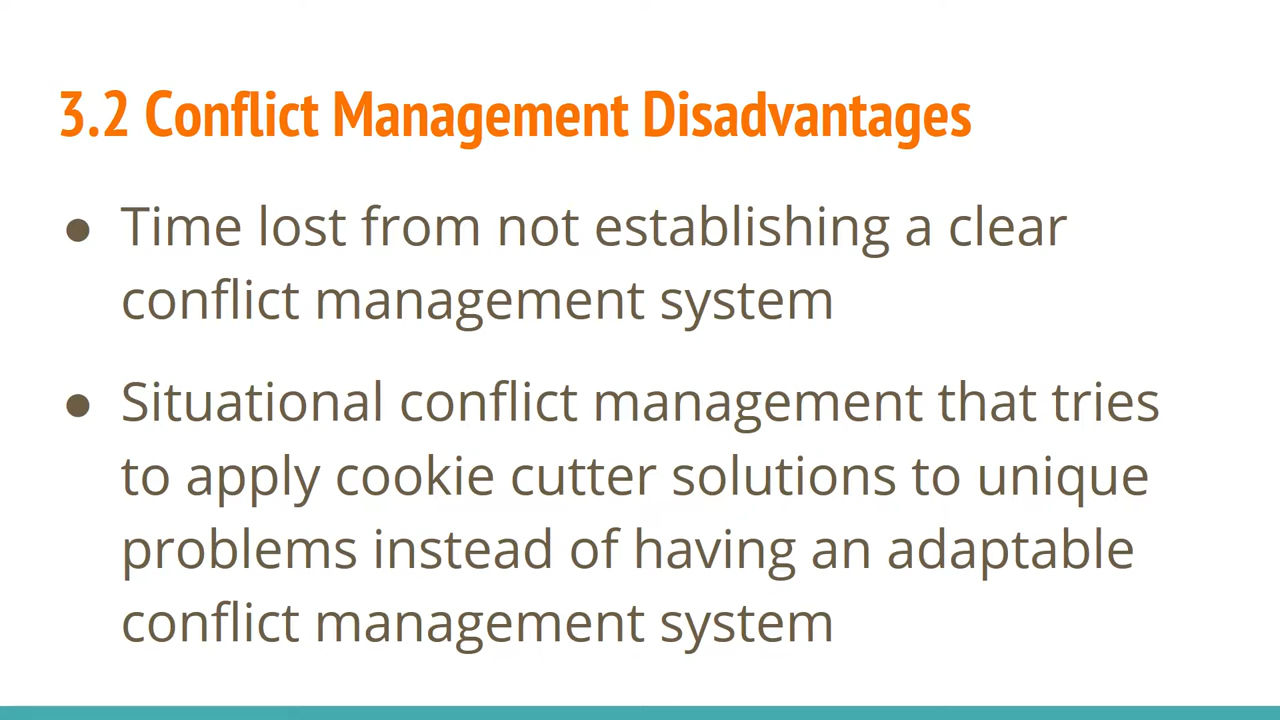 3.2 Conflict Management Disadvantages
● Time lost from not establishing a clear
conflict management system
● Situational conflict management that tries
to apply cookie cutter solutions to unique
problems instead of having an adaptable
conflict management system